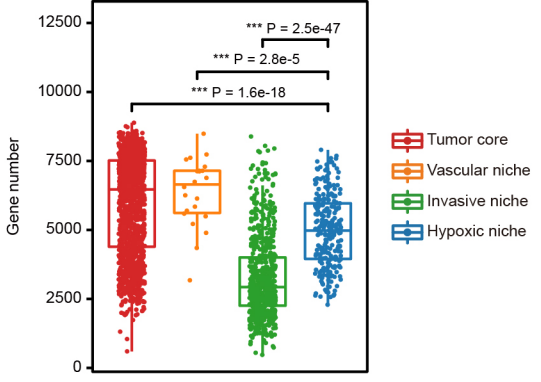 12500
*** P = 2.5e-47
*** P = 2.8e-5
10000
*** P = 1.6e-18
7500
5000
2500
0
Gene number
Tumor core
Vascular niche
Invasive niche
Hypoxic niche